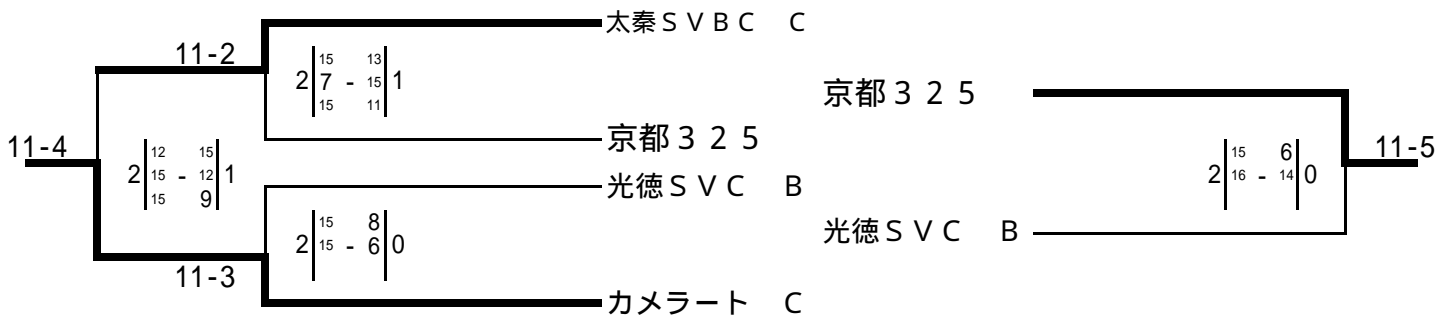 太秦ＳＶＢＣ　Ｃ
11-2
15 13
2 7 - 15 1
15 11
京都３２５
京都３２５
11-4
12 15
2 15 - 12 1
15 9
11-5
15 6
2 16 - 14 0
光徳ＳＶＣ　Ｂ
光徳ＳＶＣ　Ｂ
15 8
2 15 - 6 0
11-3
カメラート　Ｃ